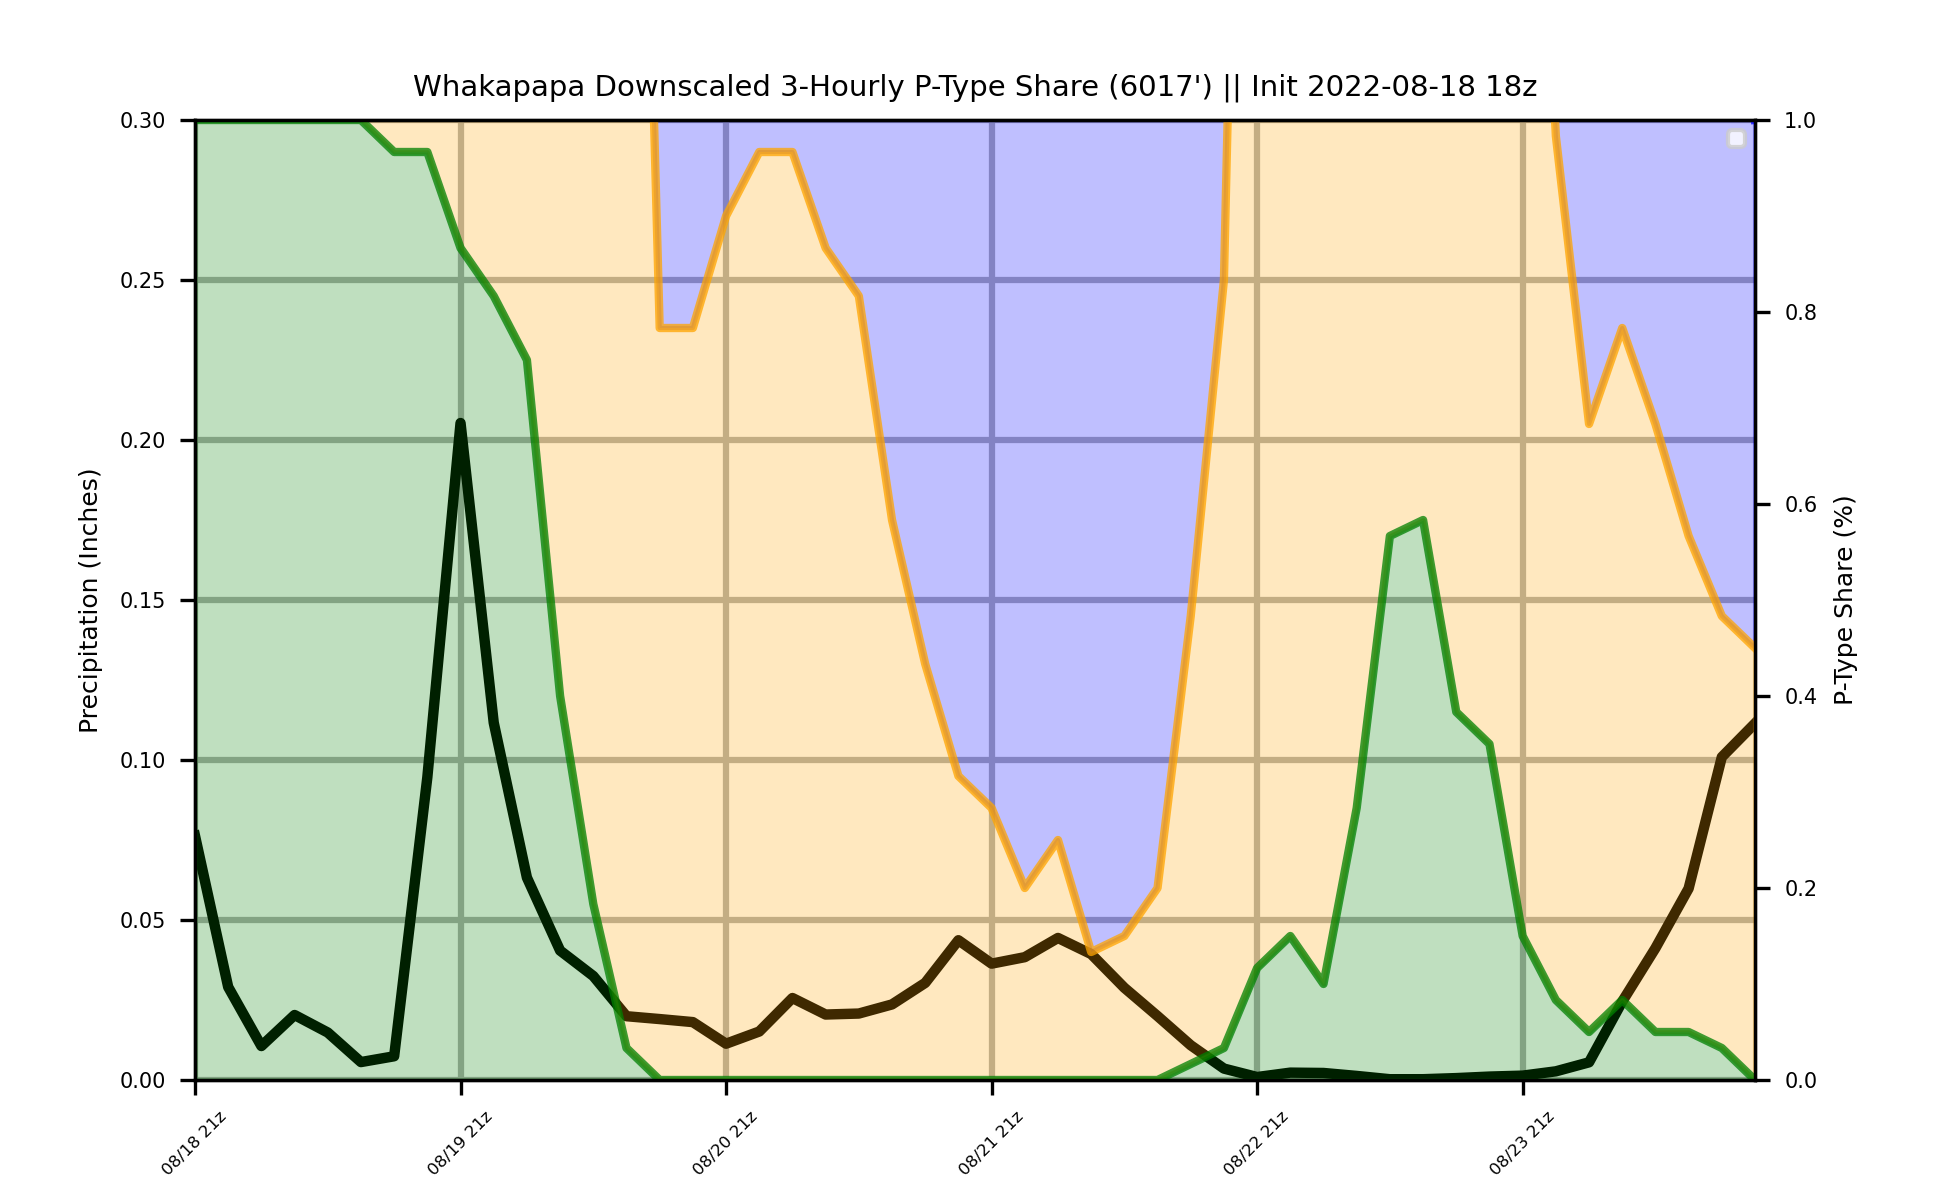 Whakapapa Downscaled 3-Hourly P-Type Share (6017') || Init 2022-08-18 18z
0.30
0.25
0.20
0.15
0.10
0.05
0.00
Precipitation (Inches)
1.0
0.8
0.6
0.4
0.2
0.0
P-Type Share (%)
08/18 21z
08/19 21z
08/20 21z
08/21 21z
08/22 21z
08/23 21z